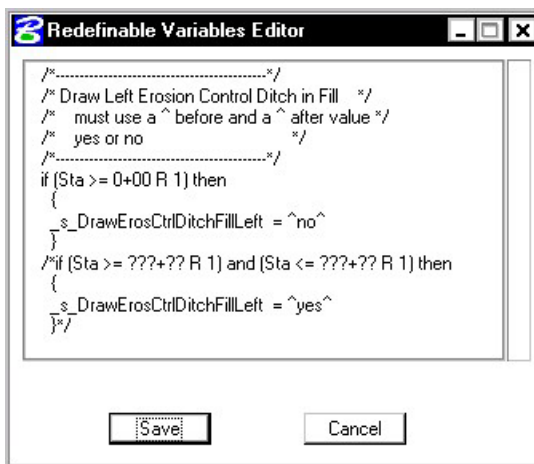 Redefinable Variables Editor
/*------------------------------------------*/
/* Draw Left Erosion Control Ditch in Fill */
/* must use a ^ before and a ^ after value */
/* yes or no */
/*------------------------------------------*/
if (Sta >= 0+00 R 1) then
{
_s_DrawErosCtrlDitchFillLeft = ^no^
}
/*if (Sta >= ???+?? R 1) and (Sta <= ???+?? R 1) then
{
_s_DrawErosCtrlDitchFillLeft = ^yes^
}*/
Save
Cancel